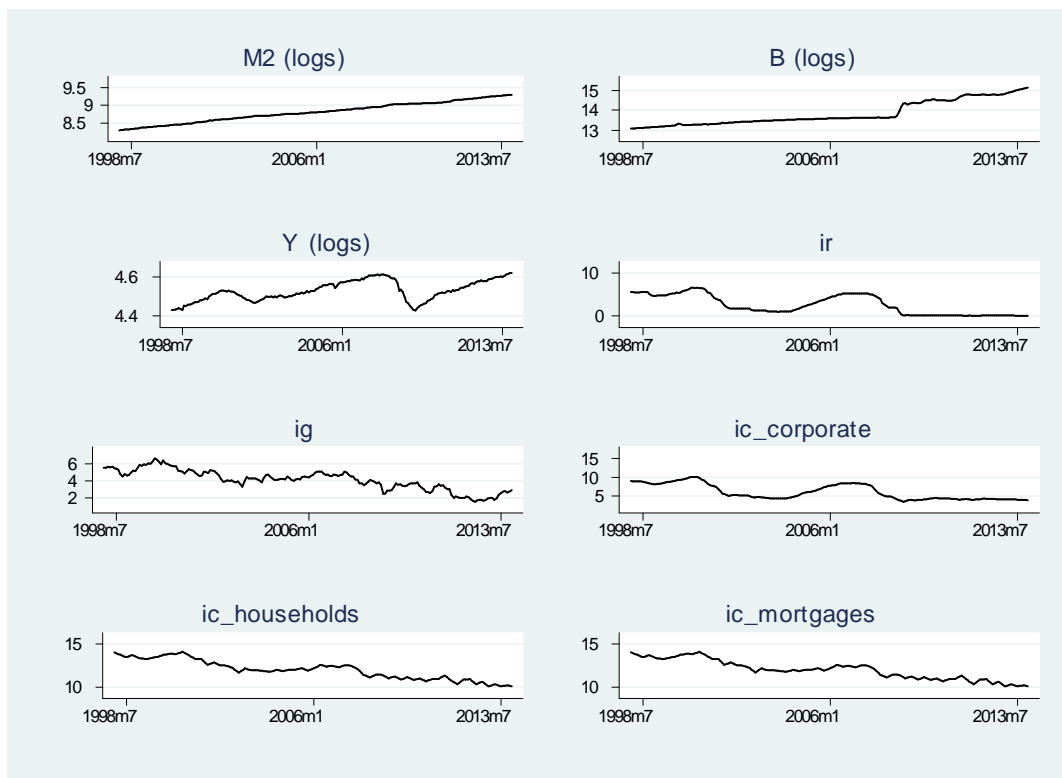 M2 (logs)
9.5
9
8.5
1998m7 2006m1 2013m7
B (logs)
15
14
13
1998m7 2006m1 2013m7
Y (logs)
4.6
4.4
1998m7 2006m1 2013m7
ir
10
0
1998m7 2006m1 2013m7
ig
6
4
2
1998m7 2006m1 2013m7
ic_corporate
15
10
5
1998m7 2006m1 2013m7
ic_households
15
10
1998m7 2006m1 2013m7
ic_mortgages
15
10
1998m7 2006m1 2013m7